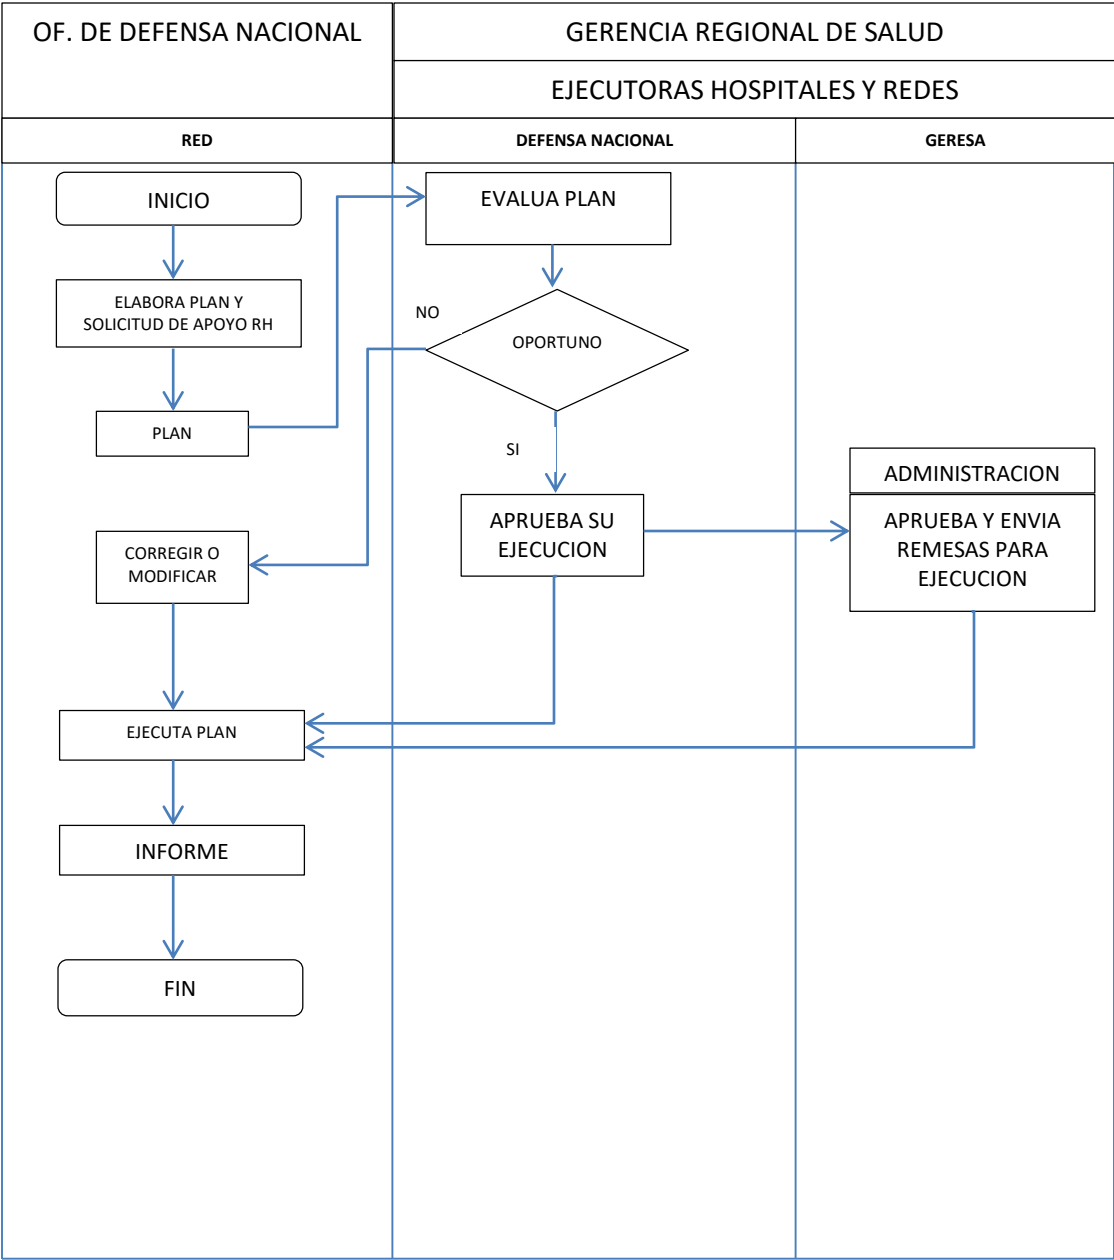 OF. DE DEFENSA NACIONAL
GERENCIA REGIONAL DE SALUD
EJECUTORAS HOSPITALES Y REDES
RED
DEFENSA NACIONAL
GERESA
INICIO
EVALUA PLAN
ELABORA PLAN Y
SOLICITUD DE APOYO RH
NO
OPORTUNO
PLAN
SI
ADMINISTRACION
CORREGIR O
MODIFICAR
APRUEBA SU
EJECUCION
APRUEBA Y ENVIA
REMESAS PARA
EJECUCION
EJECUTA PLAN
INFORME
FIN